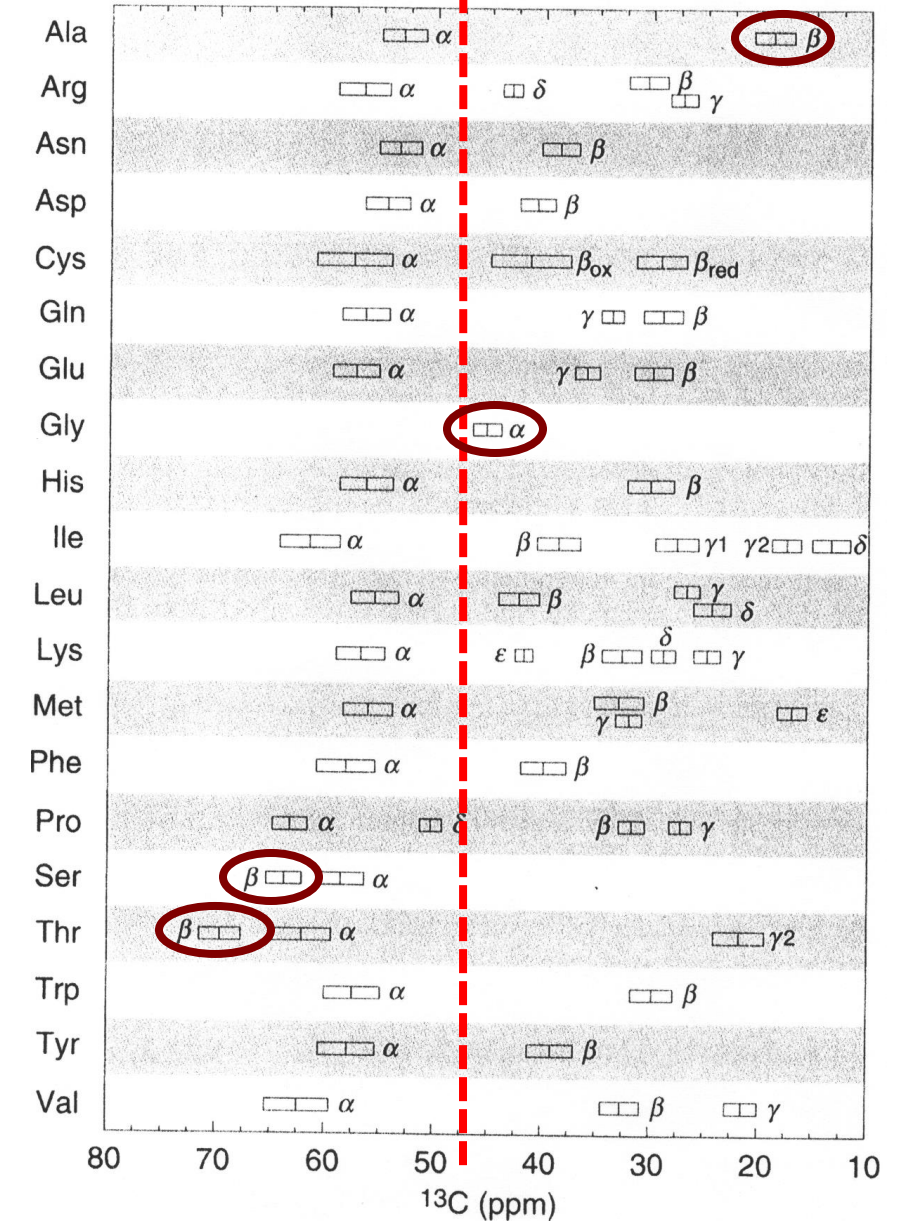 Ala α β
Arg α δ β γ
Asn α β
Asp α β
Cys α βox βred
Gln α γ β
Glu α γ β
Gly α
His α β
Ile α β γ1 γ2 δ
Leu α β γ δ
Lys α ε β δ γ
Met α β γ ε
Phe α β
Pro α δ β γ
Ser β α
Thr β α γ2
Trp α β
Tyr α β
Val α β γ
80 70 60 50 40 30 20 10
¹³C (ppm)